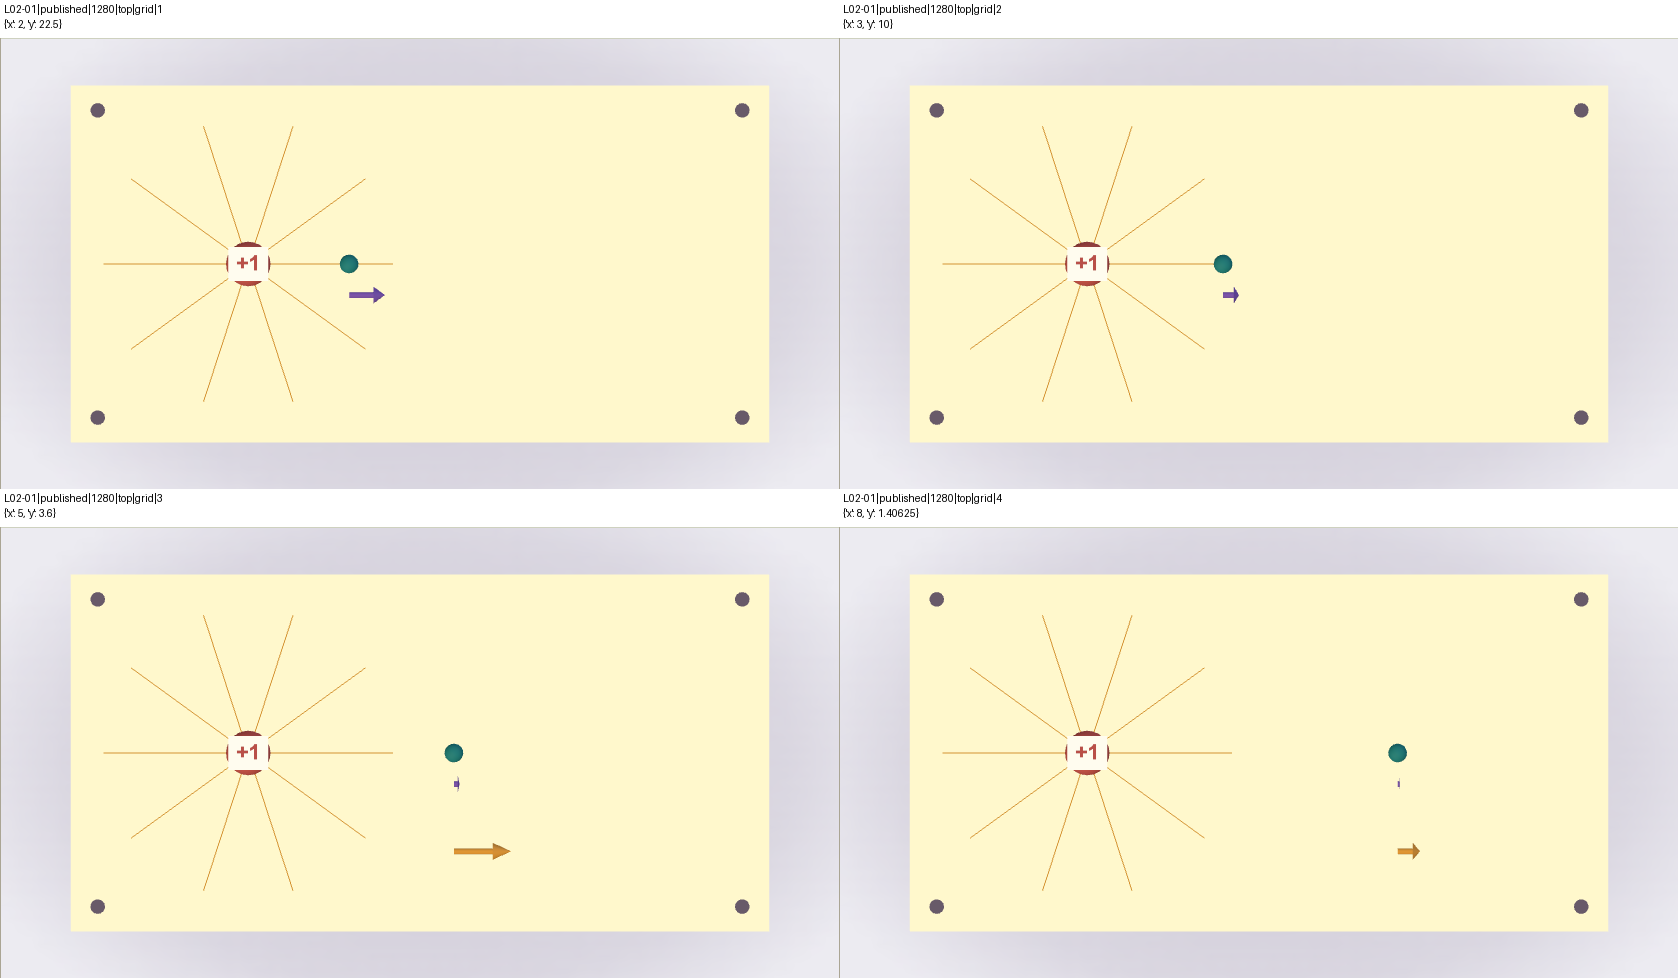 L02-01|published|1280|top|grid|1
{'x': 2, 'y': 22.5}
L02-01|published|1280|top|grid|2
{'x': 3, 'y': 10}
+1
+1
L02-01|published|1280|top|grid|3
{'x': 5, 'y': 3.6}
L02-01|published|1280|top|grid|4
{'x': 8, 'y': 1.40625}
+1
+1